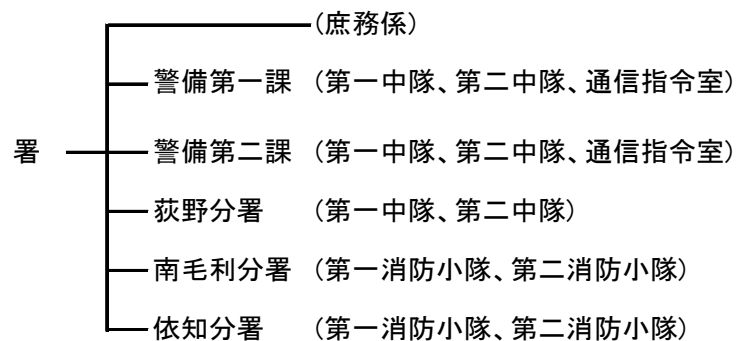 (庶務係)
警備第一課 (第一中隊、第二中隊、通信指令室)
署 警備第二課 (第一中隊、第二中隊、通信指令室)
荻野分署 (第一中隊、第二中隊)
南毛利分署 (第一消防小隊、第二消防小隊)
依知分署 (第一消防小隊、第二消防小隊)